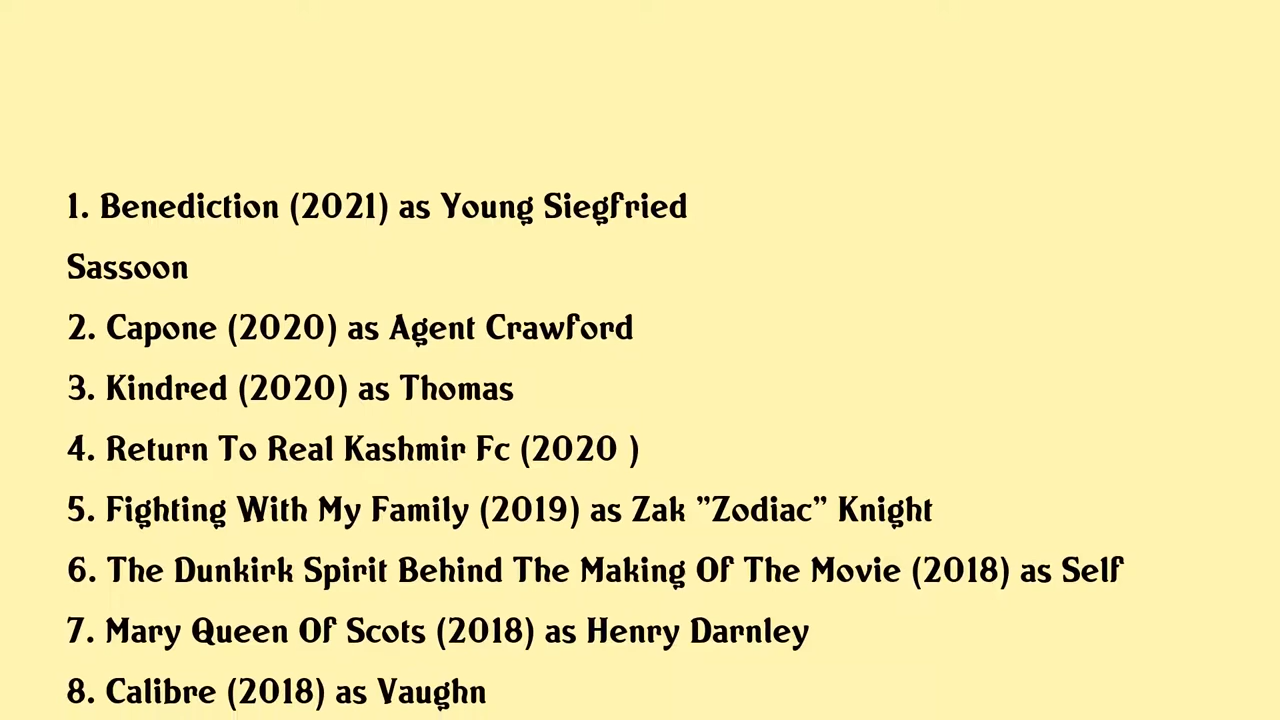 1. Benediction (2021) as Young Siegfried
Sassoon
2. Capone (2020) as Agent Crawford
3. Kindred (2020) as Thomas
4. Return To Real Kashmir Fc (2020 )
5. Fighting With My Family (2019) as Zak ”Zodiac” Knight
6. The Dunkirk Spirit Behind The Making Of The Movie (2018) as Self
7. Mary Queen Of Scots (2018) as Henry Darnley
8. Calibre (2018) as Vaughn